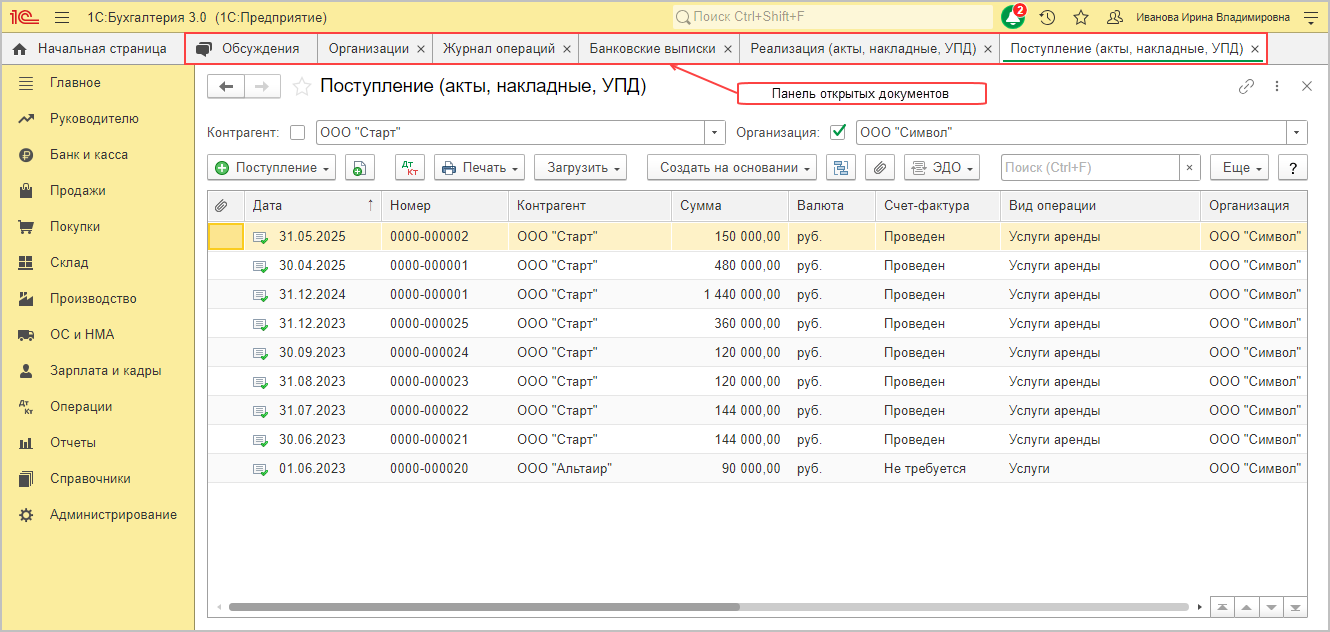 1С:Бухгалтерия 3.0 (1С:Предприятие) Поиск Ctrl+Shift+F 2 Иванова Ирина Владимировна
Начальная страница Обсуждения Организации × Журнал операций × Банковские выписки × Реализация (акты, накладные, УПД) × Поступление (акты, накладные, УПД) ×
Главное
Руководителю
Банк и касса
Продажи
Покупки
Склад
Производство
ОС и НМА
Зарплата и кадры
Операции
Отчеты
Справочники
Администрирование
Поступление (акты, накладные, УПД)
Панель открытых документов
Контрагент: ООО "Старт" Организация: ООО "Символ"
Поступление Дт Кт Печать Загрузить Создать на основании ЭДО Поиск (Ctrl+F) × Еще ?
Дата ↑ Номер Контрагент Сумма Валюта Счет-фактура Вид операции Организация
31.05.2025 0000-000002 ООО "Старт" 150 000,00 руб. Проведен Услуги аренды ООО "Символ"
30.04.2025 0000-000001 ООО "Старт" 480 000,00 руб. Проведен Услуги аренды ООО "Символ"
31.12.2024 0000-000001 ООО "Старт" 1 440 000,00 руб. Проведен Услуги аренды ООО "Символ"
31.12.2023 0000-000025 ООО "Старт" 360 000,00 руб. Проведен Услуги аренды ООО "Символ"
30.09.2023 0000-000024 ООО "Старт" 120 000,00 руб. Проведен Услуги аренды ООО "Символ"
31.08.2023 0000-000023 ООО "Старт" 120 000,00 руб. Проведен Услуги аренды ООО "Символ"
31.07.2023 0000-000022 ООО "Старт" 144 000,00 руб. Проведен Услуги аренды ООО "Символ"
30.06.2023 0000-000021 ООО "Старт" 144 000,00 руб. Проведен Услуги аренды ООО "Символ"
01.06.2023 0000-000020 ООО "Альтаир" 90 000,00 руб. Не требуется Услуги ООО "Символ"